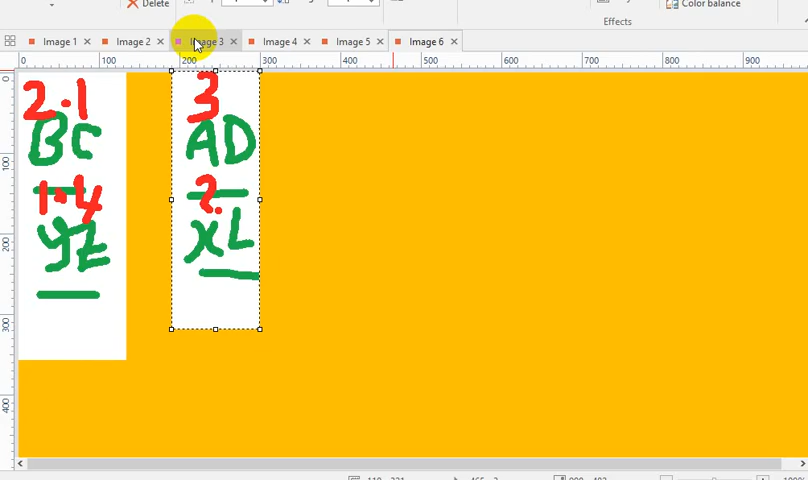 Delete
Effects
Color balance
Image 1
Image 2
Image 3
Image 4
Image 5
Image 6
0 100 200 300 400 500 600 700 800 900
0
100
200
300
400
2.1
BC
1.4
YZ
3
AD
2.
XL